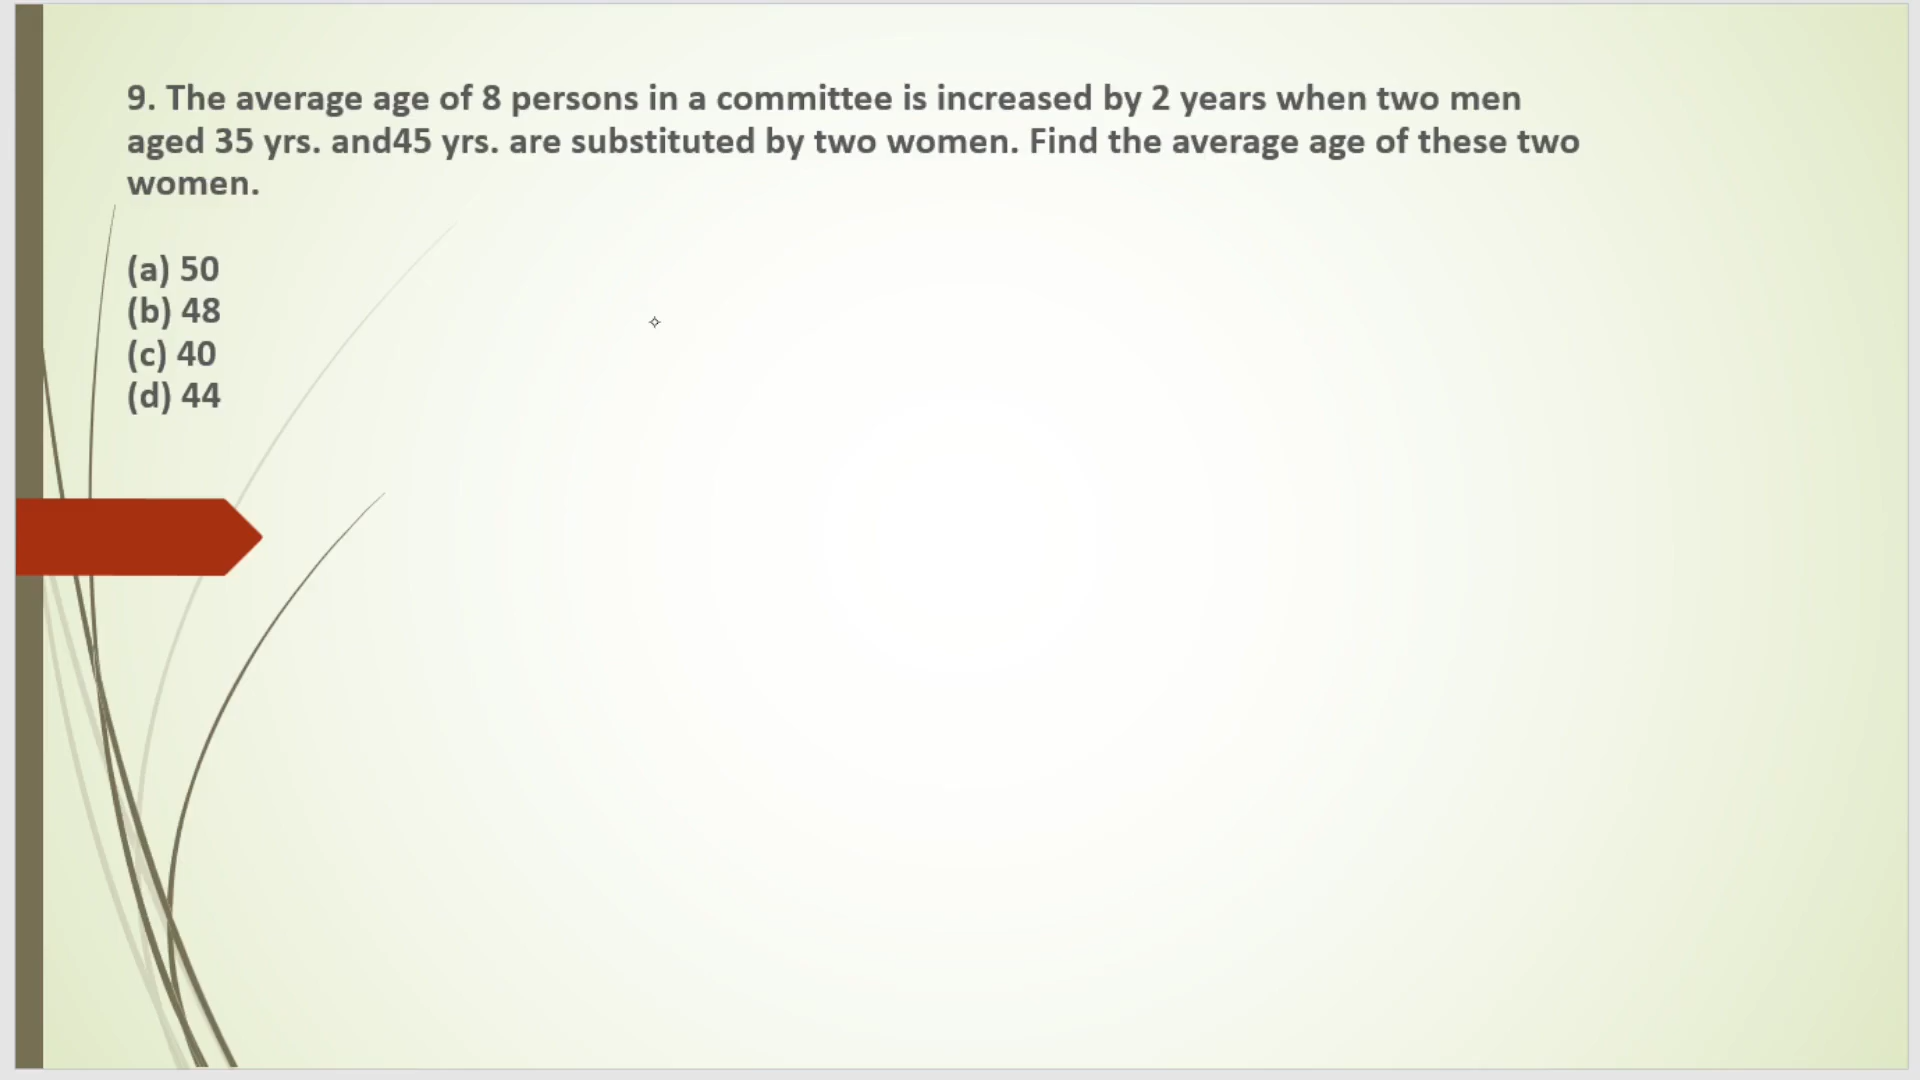 9. The average age of 8 persons in a committee is increased by 2 years when two men
aged 35 yrs. and45 yrs. are substituted by two women. Find the average age of these two
women.
(a) 50
(b) 48
(c) 40
(d) 44